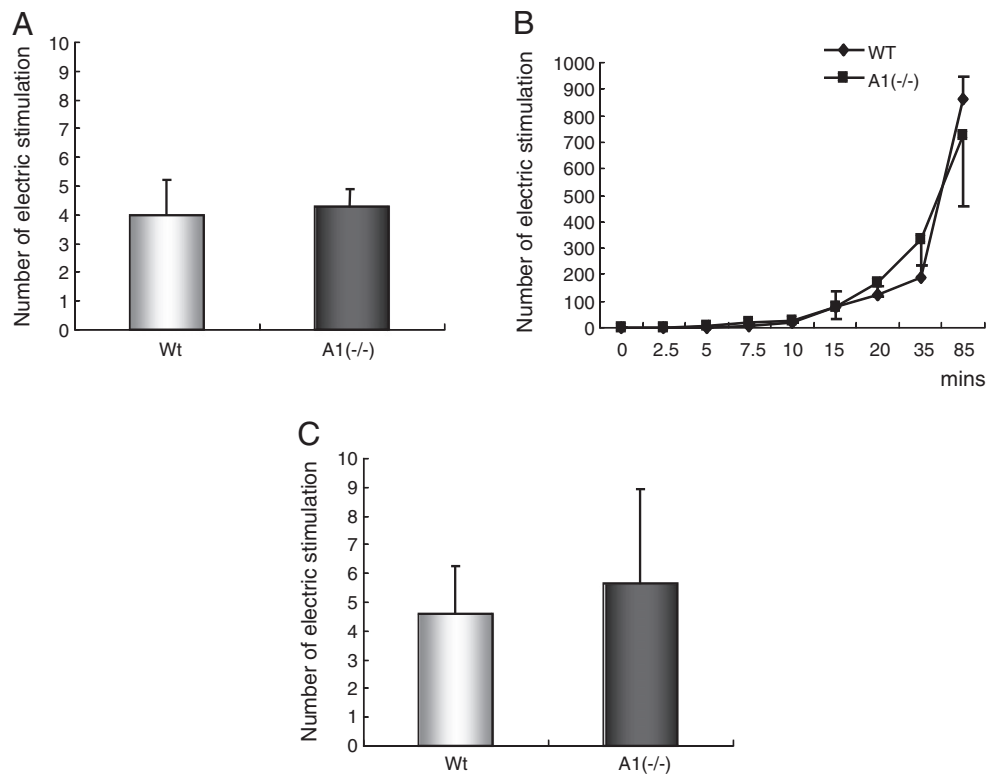 A
Number of electric stimulation
10
9
8
7
6
5
4
3
2
1
0
Wt
A1(-/-)
B
Number of electric stimulation
WT
A1(-/-)
1000
900
800
700
600
500
400
300
200
100
0
0 2.5 5 7.5 10 15 20 35 85
mins
C
Number of electric stimulation
10
9
8
7
6
5
4
3
2
1
0
Wt
A1(-/-)